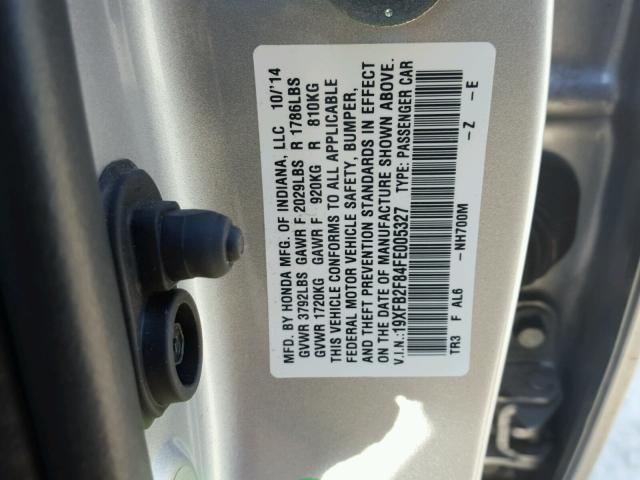 MFD. BY HONDA MFG. OF INDIANA, LLC 10/'14
GVWR 3792LBS GAWR F 2029LBS R 1786LBS
GVWR 1720KG GAWR F 920KG R 810KG
THIS VEHICLE CONFORMS TO ALL APPLICABLE
FEDERAL MOTOR VEHICLE SAFETY, BUMPER,
AND THEFT PREVENTION STANDARDS IN EFFECT
ON THE DATE OF MANUFACTURE SHOWN ABOVE.
V.I.N.:19XFB2F84FE005327 TYPE: PASSENGER CAR
TR3 F AL6 -NH700M -Z -E